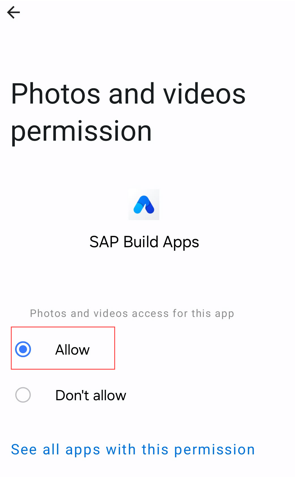 Photos and videos
permission
SAP Build Apps
Photos and videos access for this app
Allow
Don't allow
See all apps with this permission